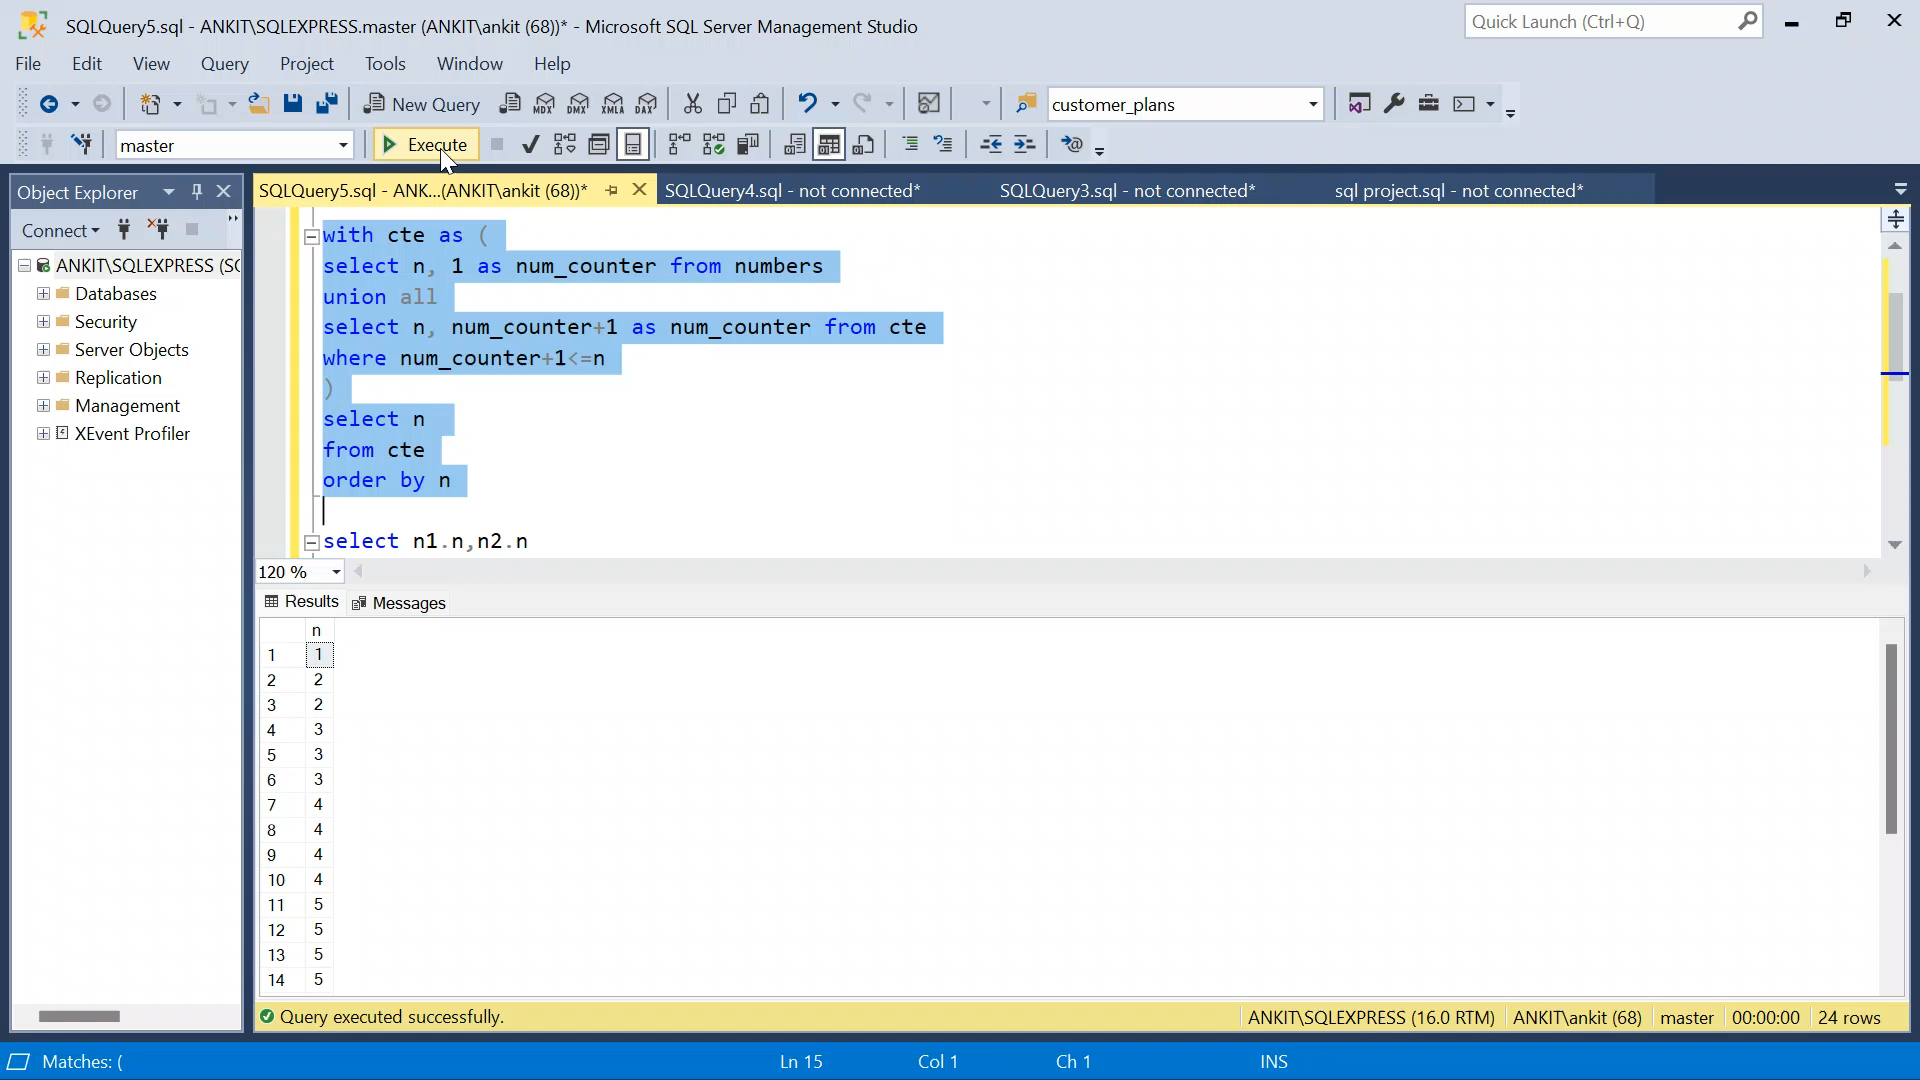 SQLQuery5.sql - ANKIT\SQLEXPRESS.master (ANKIT\ankit (68))* - Microsoft SQL Server Management Studio
Quick Launch (Ctrl+Q)
File Edit View Query Project Tools Window Help
New Query MDX DMX XMLA DAX customer_plans
master Execute
Object Explorer
SQLQuery5.sql - ANK...(ANKIT\ankit (68))* SQLQuery4.sql - not connected* SQLQuery3.sql - not connected* sql project.sql - not connected*
Connect
ANKIT\SQLEXPRESS (SQ
Databases
Security
Server Objects
Replication
Management
XEvent Profiler
with cte as (
select n, 1 as num_counter from numbers
union all
select n, num_counter+1 as num_counter from cte
where num_counter+1<=n
)
select n
from cte
order by n
select n1.n,n2.n
120 %
Results Messages
n
1 1
2 2
3 2
4 3
5 3
6 3
7 4
8 4
9 4
10 4
11 5
12 5
13 5
14 5
Query executed successfully. ANKIT\SQLEXPRESS (16.0 RTM) ANKIT\ankit (68) master 00:00:00 24 rows
Matches: ( Ln 15 Col 1 Ch 1 INS